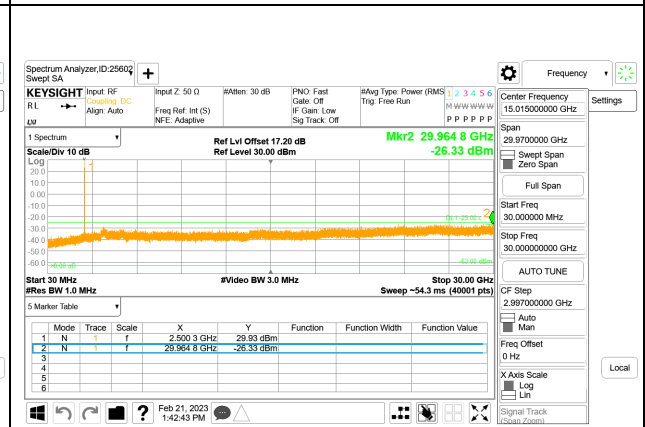 Spectrum Analyzer,ID:25602
Swept SA
+
Frequency
KEYSIGHT
Input: RF
Input Z: 50 Ω
#Atten: 30 dB
PNO: Fast
#Avg Type: Power (RMS
1 2 3 4 5 6
RL
Coupling: DC
Gate: Off
Trig: Free Run
Align: Auto
Freq Ref: Int (S)
IF Gain: Low
M W W W W W
NFE: Adaptive
Sig Track: Off
P P P P P P
LXI
1 Spectrum
Ref Lvl Offset 17.20 dB
Mkr2 29.964 8 GHz
Scale/Div 10 dB
Ref Level 30.00 dBm
-26.33 dBm
Log
1
20.0
10.0
0.00
-10.0
-20.0
2
-30.0
-40.0
-50.0
-60.0
Start 30 MHz
#Video BW 3.0 MHz
Stop 30.00 GHz
#Res BW 1.0 MHz
Sweep ~54.3 ms (40001 pts)
5 Marker Table
Mode Trace Scale X Y Function Function Width Function Value
1 N 1 f 2.500 3 GHz 29.93 dBm
2 N 1 f 29.964 8 GHz -26.33 dBm
3
4
5
6
?
Feb 21, 2023
1:42:43 PM
Center Frequency
15.015000000 GHz
Settings
Span
29.9700000 GHz
Swept Span
Zero Span
Full Span
Start Freq
30.000000 MHz
Stop Freq
30.000000000 GHz
AUTO TUNE
CF Step
2.997000000 GHz
Auto
Man
Freq Offset
0 Hz
X Axis Scale
Log
Lin
Local
Signal Track
(Span Zoom)